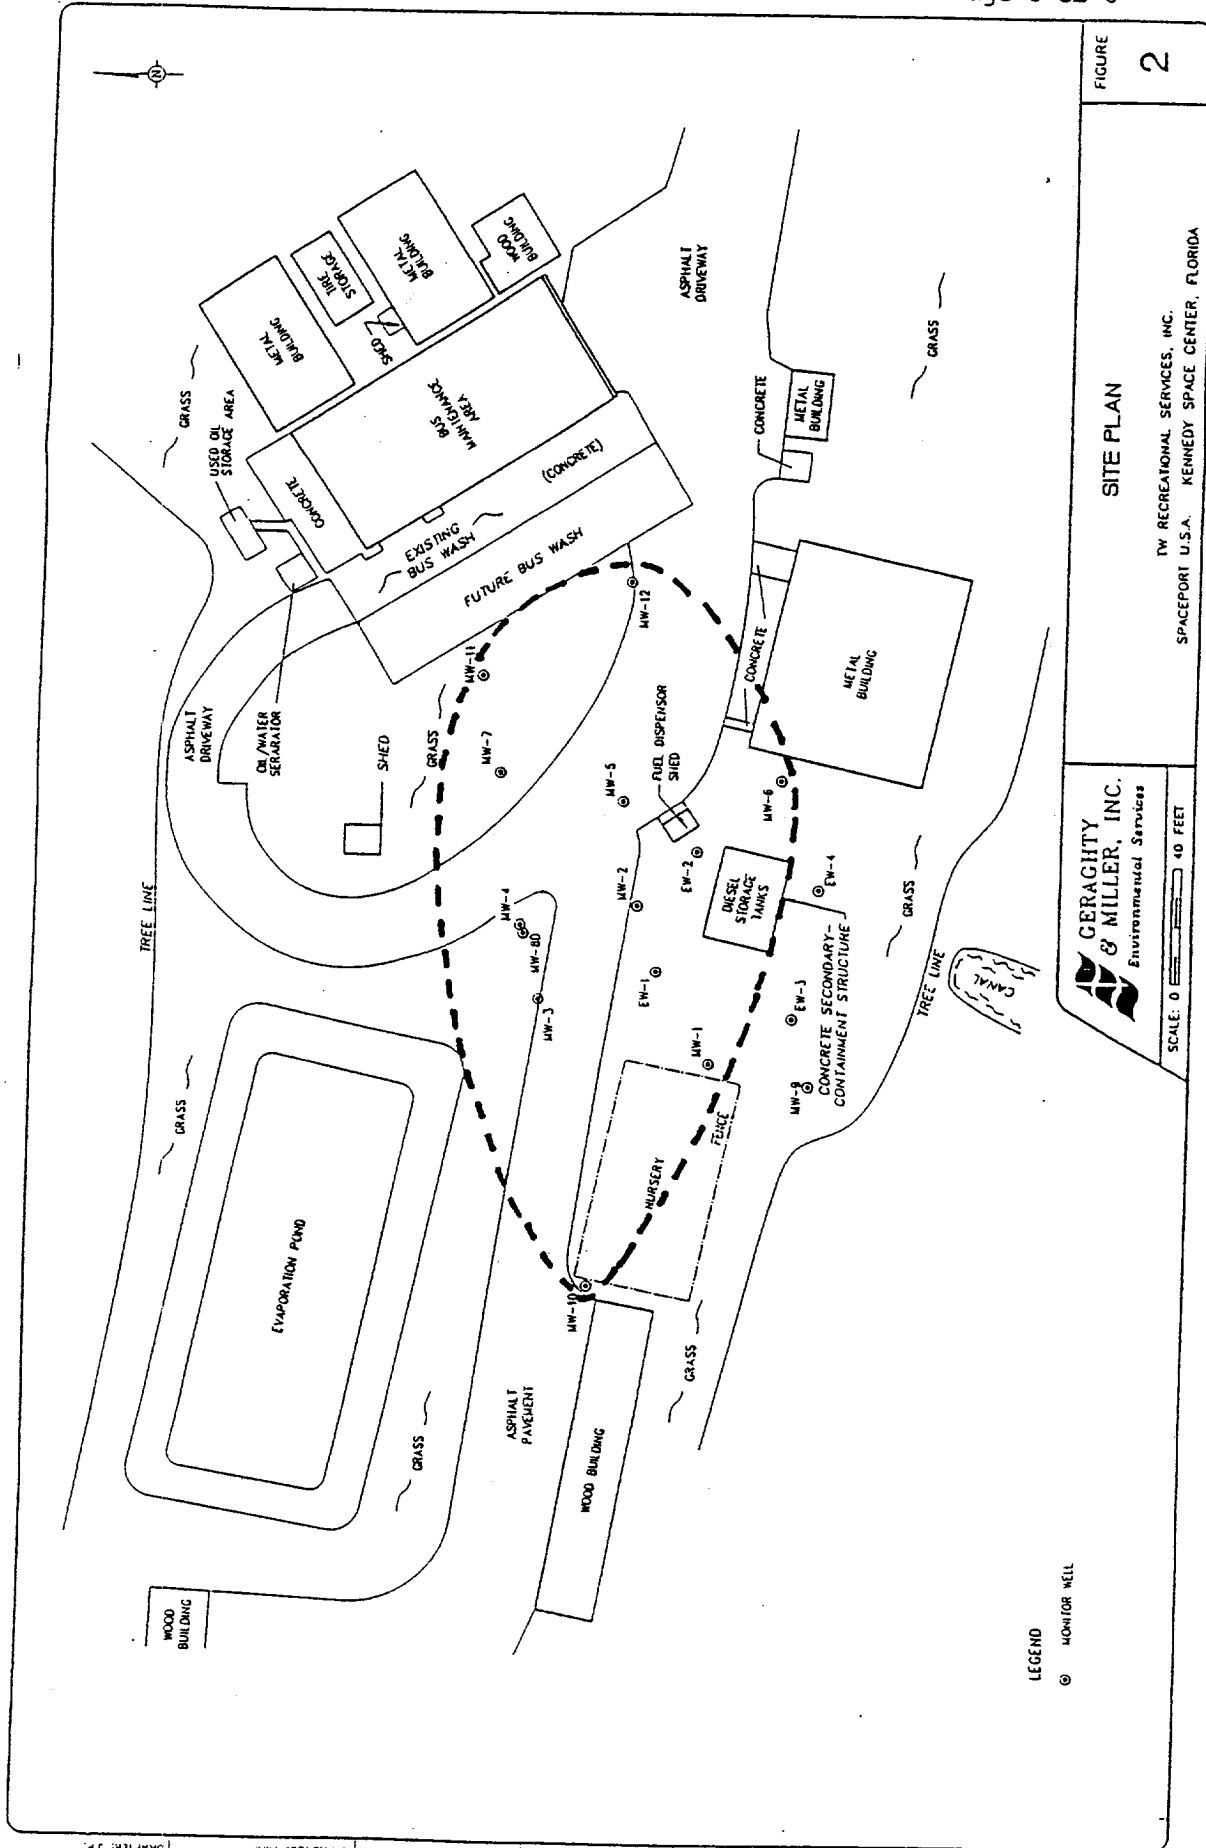 GRASS
USED OIL
STORAGE AREA
METAL
BUILDING
TIRE
STORAGE
SHED
METAL
BUILDING
WOOD
BUILDING
CONCRETE
BUS
MAINTENANCE
AREA
(CONCRETE)
EXISTING
BUS WASH
FUTURE BUS WASH
ASPHALT
DRIVEWAY
OIL/WATER
SERARATOR
SHED
GRASS
MW-11
MW-7
MW-12
ASPHALT
DRIVEWAY
GRASS
CONCRETE
METAL
BUILDING
CONCRETE
METAL
BUILDING
TREE LINE
MW-4
MW-8D
MW-3
MW-5
FUEL DISPENSOR
SHED
MW-2
EW-2
MW-6
DIESEL
STORAGE
TANKS
EW-4
EW-1
EW-3
MW-1
MW-9
CONCRETE SECONDARY-
CONTAINMENT STRUCTURE
GRASS
TREE LINE
CANAL
GRASS
EVAPORATION POND
NURSERY
FENCE
MW-10
GRASS
ASPHALT
PAVEMENT
GRASS
WOOD BUILDING
WOOD
BUILDING
LEGEND
MONITOR WELL
GERAGHTY
& MILLER, INC.
Environmental Services
SCALE: 0 40 FEET
SITE PLAN
TW RECREATIONAL SERVICES, INC.
SPACEPORT U.S.A. KENNEDY SPACE CENTER, FLORIDA
FIGURE
2
N